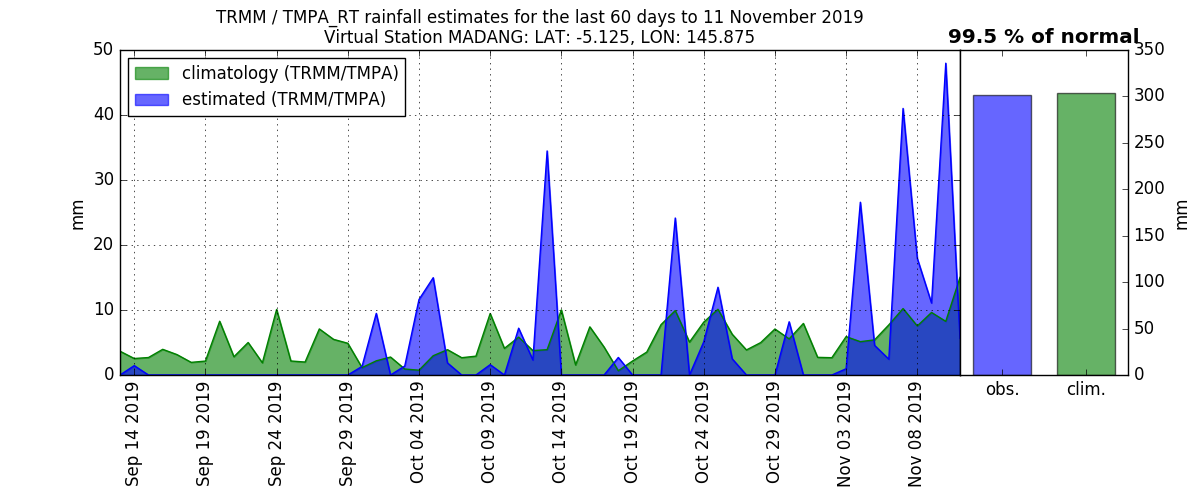 TRMM / TMPA_RT rainfall estimates for the last 60 days to 11 November 2019
Virtual Station MADANG: LAT: -5.125, LON: 145.875
99.5 % of normal
climatology (TRMM/TMPA)
estimated (TRMM/TMPA)
50
40
30
20
10
0
mm
350
300
250
200
150
100
50
0
mm
obs.
clim.
Sep 14 2019
Sep 19 2019
Sep 24 2019
Sep 29 2019
Oct 04 2019
Oct 09 2019
Oct 14 2019
Oct 19 2019
Oct 24 2019
Oct 29 2019
Nov 03 2019
Nov 08 2019